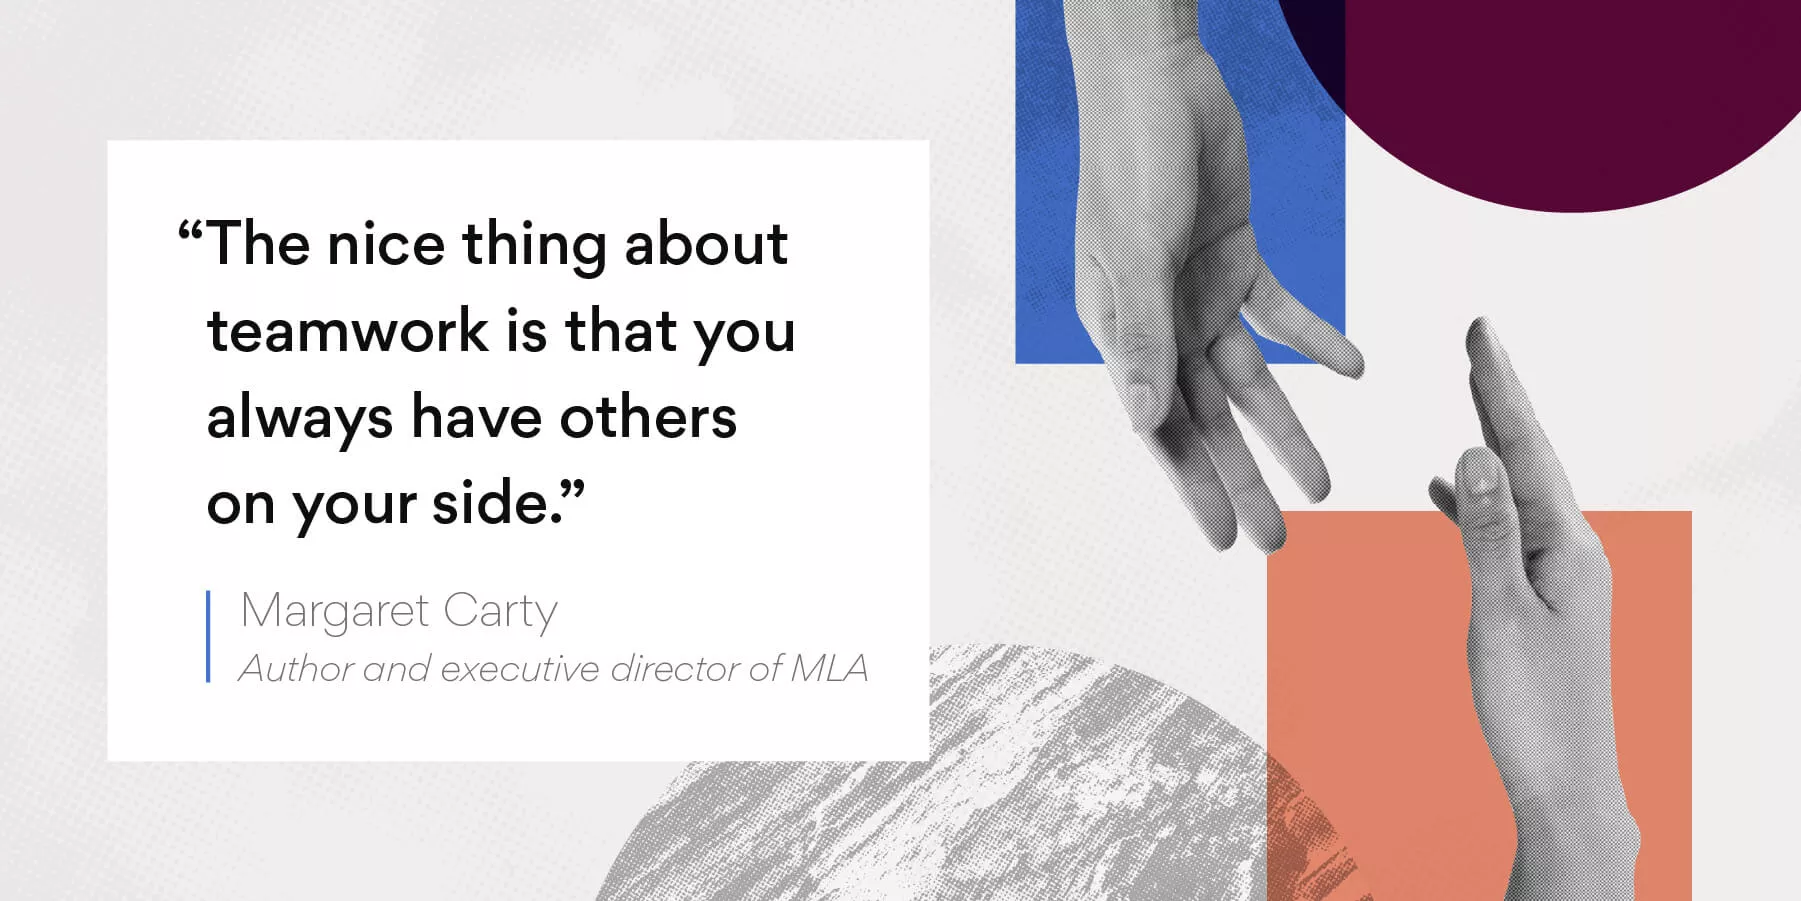 “The nice thing about
teamwork is that you
always have others
on your side.”
Margaret Carty
Author and executive director of MLA